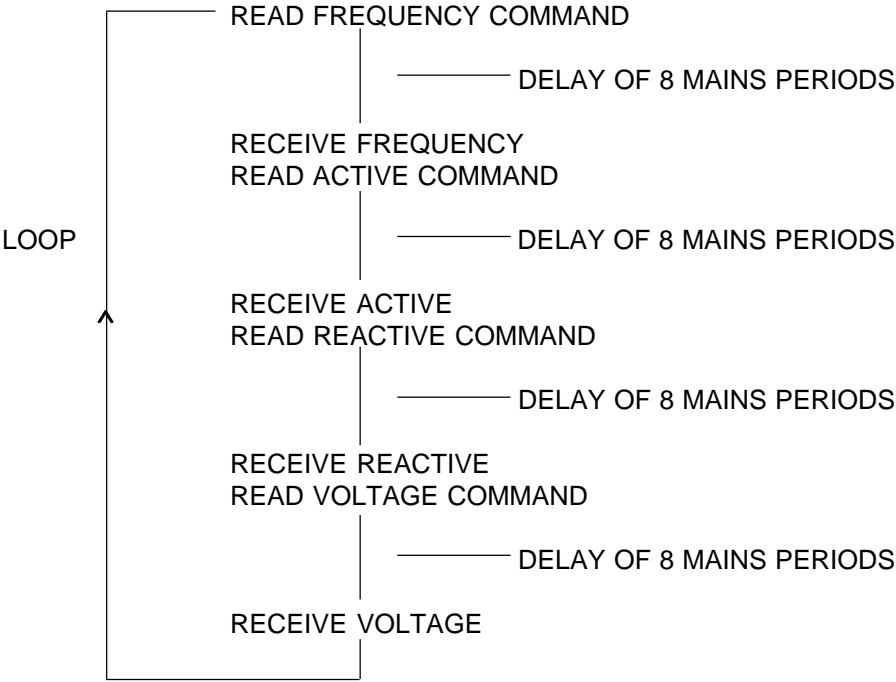 READ FREQUENCY COMMAND
DELAY OF 8 MAINS PERIODS
RECEIVE FREQUENCY
READ ACTIVE COMMAND
LOOP
DELAY OF 8 MAINS PERIODS
RECEIVE ACTIVE
READ REACTIVE COMMAND
DELAY OF 8 MAINS PERIODS
RECEIVE REACTIVE
READ VOLTAGE COMMAND
DELAY OF 8 MAINS PERIODS
RECEIVE VOLTAGE